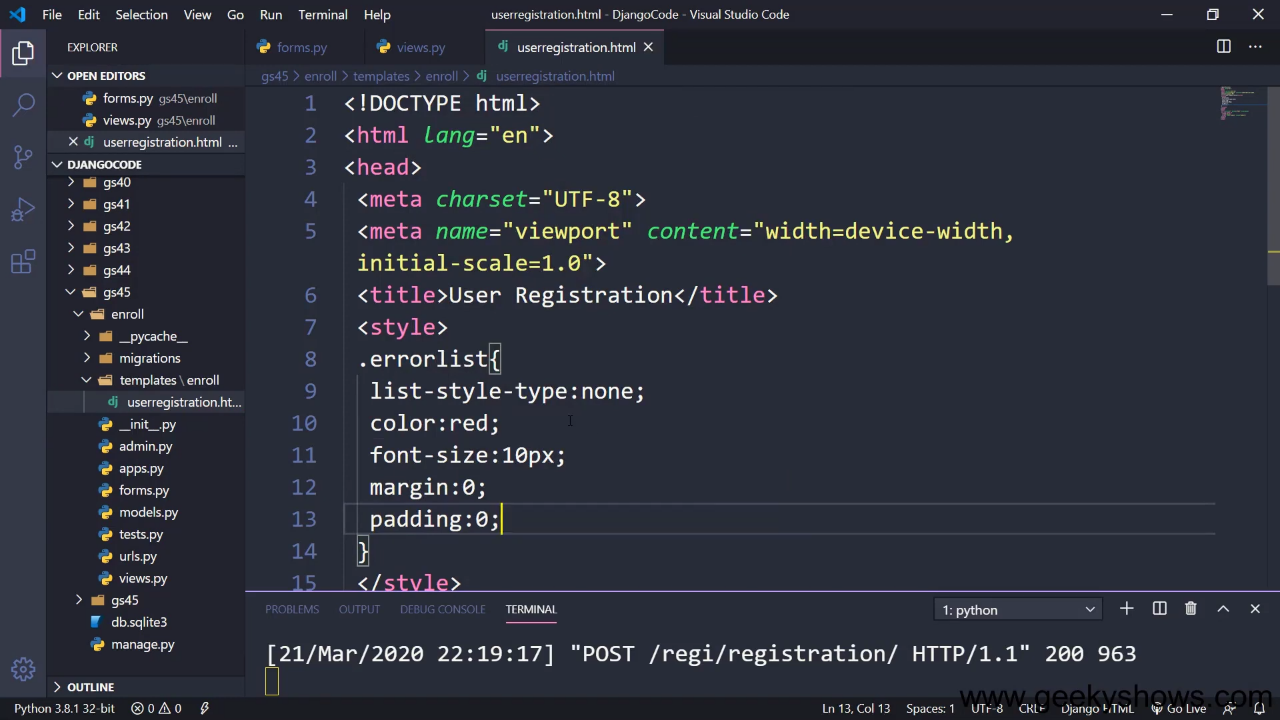 File Edit Selection View Go Run Terminal Help
userregistration.html - DjangoCode - Visual Studio Code
EXPLORER
OPEN EDITORS
forms.py gs45\enroll
views.py gs45\enroll
userregistration.html ...
DJANGOCODE
gs40
gs41
gs42
gs43
gs44
gs45
enroll
__pycache__
migrations
templates \ enroll
userregistration.ht...
__init__.py
admin.py
apps.py
forms.py
models.py
tests.py
urls.py
views.py
gs45
db.sqlite3
manage.py
OUTLINE
forms.py views.py userregistration.html
gs45 enroll templates enroll userregistration.html
1 <!DOCTYPE html>
2 <html lang="en">
3 <head>
4 <meta charset="UTF-8">
5 <meta name="viewport" content="width=device-width,
initial-scale=1.0">
6 <title>User Registration</title>
7 <style>
8 .errorlist{
9 list-style-type:none;
10 color:red;
11 font-size:10px;
12 margin:0;
13 padding:0;
14 }
15 </style>
PROBLEMS OUTPUT DEBUG CONSOLE TERMINAL
1: python
[21/Mar/2020 22:19:17] "POST /regi/registration/ HTTP/1.1" 200 963
www.geekyshows.com
Python 3.8.1 32-bit 0 0 Ln 13, Col 13 Spaces: 1 UTF-8 CRLF Django HTML Go Live